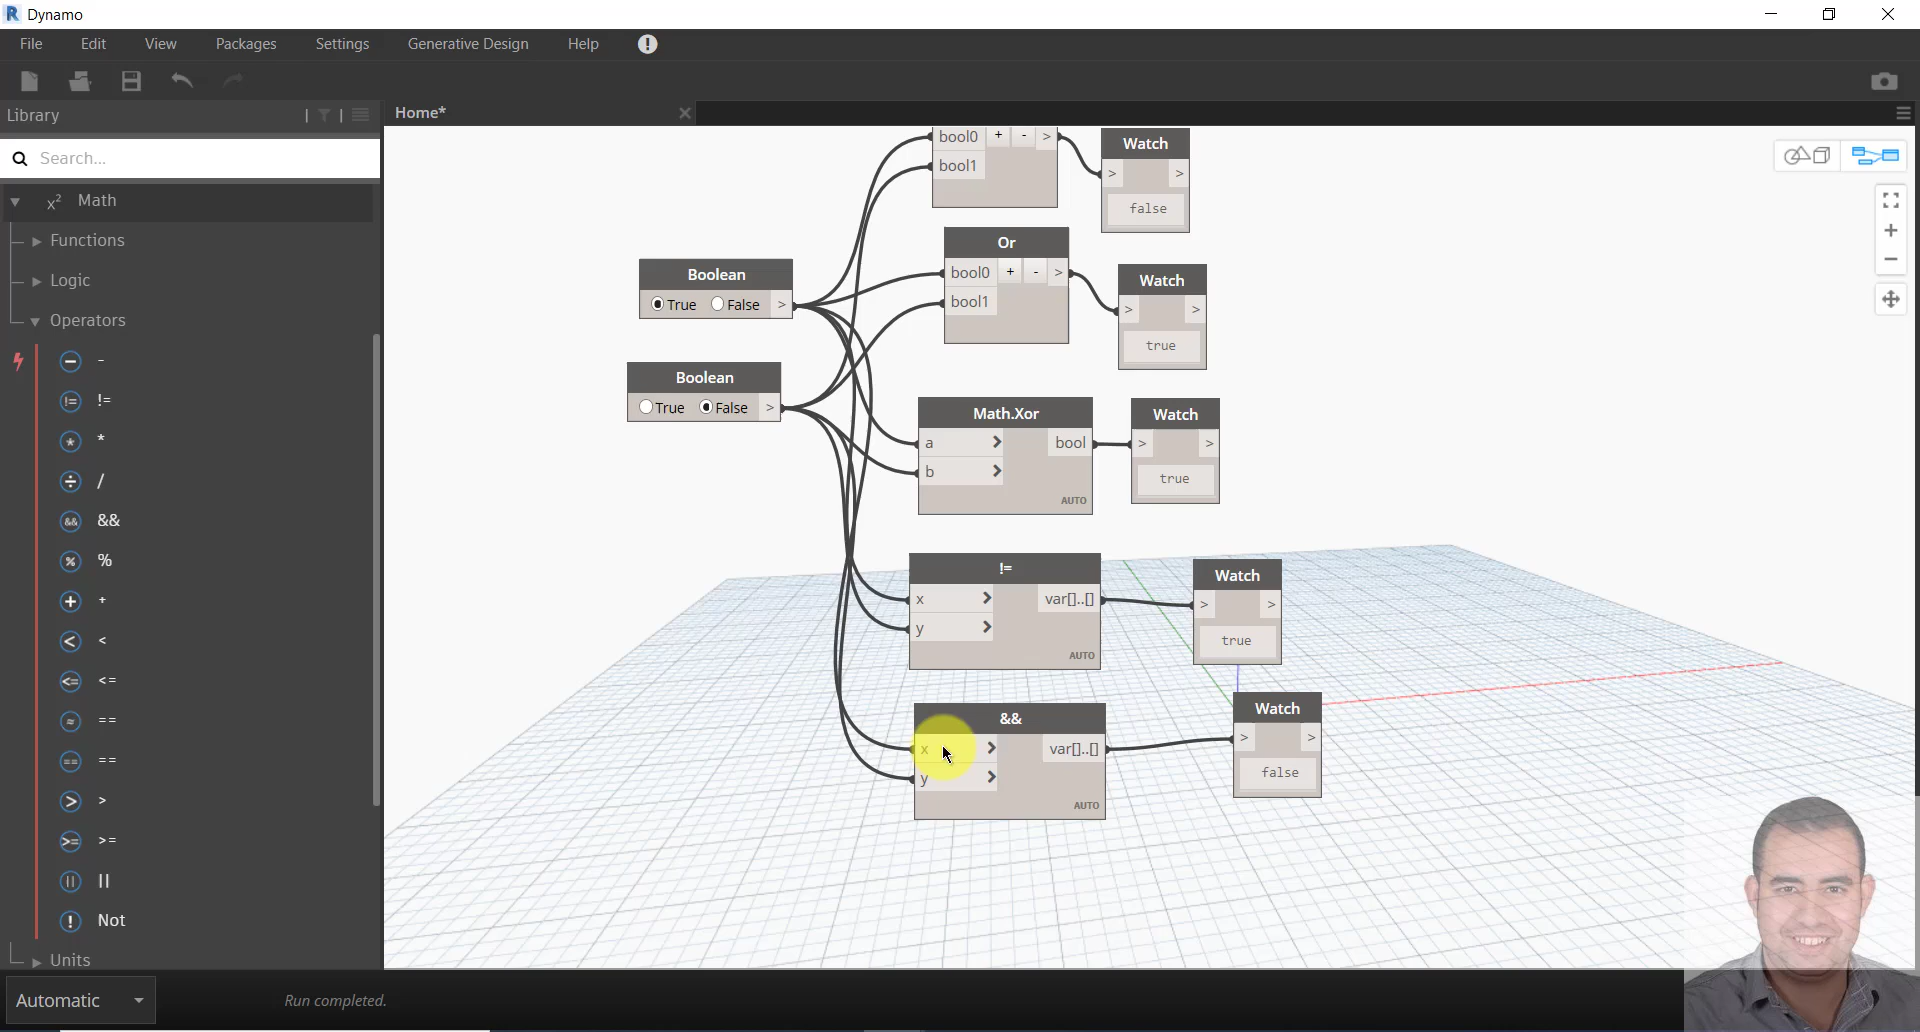 Dynamo
File Edit View Packages Settings Generative Design Help
Library
Home*
Search...
Math
Functions
Logic
Operators
-
!=
*
/
&&
%
+
<
<=
==
==
>
>=
||
Not
Units
bool0 + - >
bool1
Watch
> >
false
Boolean
True False >
Or
bool0 + - >
bool1
Watch
> >
true
Boolean
True False >
Math.Xor
a > bool
b >
AUTO
Watch
> >
true
!=
x > var[]..[]
y >
AUTO
Watch
> >
true
&&
x > var[]..[]
y >
AUTO
Watch
> >
false
Automatic
Run completed.